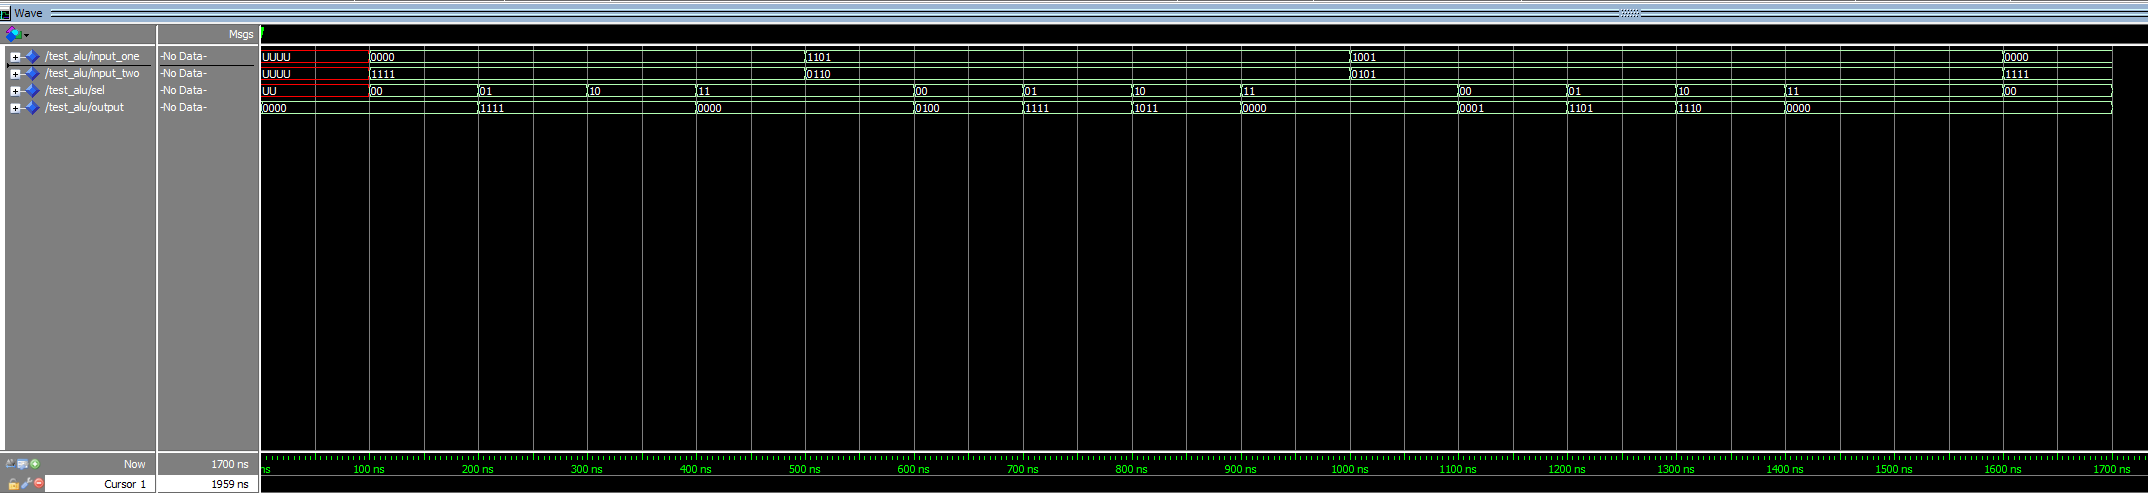 Wave
Msgs
/test_alu/input_one -No Data- UUUU 0000 1101 1001 0000
/test_alu/input_two -No Data- UUUU 1111 0110 0101 1111
/test_alu/sel -No Data- UU 00 01 10 11 00 01 10 11 00 01 10 11 00
/test_alu/output -No Data- 0000 1111 0000 0100 1111 1011 0000 0001 1101 1110 0000
Now 1700 ns ns 100 ns 200 ns 300 ns 400 ns 500 ns 600 ns 700 ns 800 ns 900 ns 1000 ns 1100 ns 1200 ns 1300 ns 1400 ns 1500 ns 1600 ns 1700 ns
Cursor 1 1959 ns